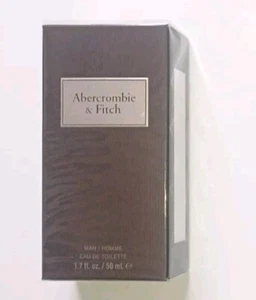 Abercrombie
& Fitch
MAN / HOMME
EAU DE TOILETTE
1.7 fl. oz. / 50 ml ℮